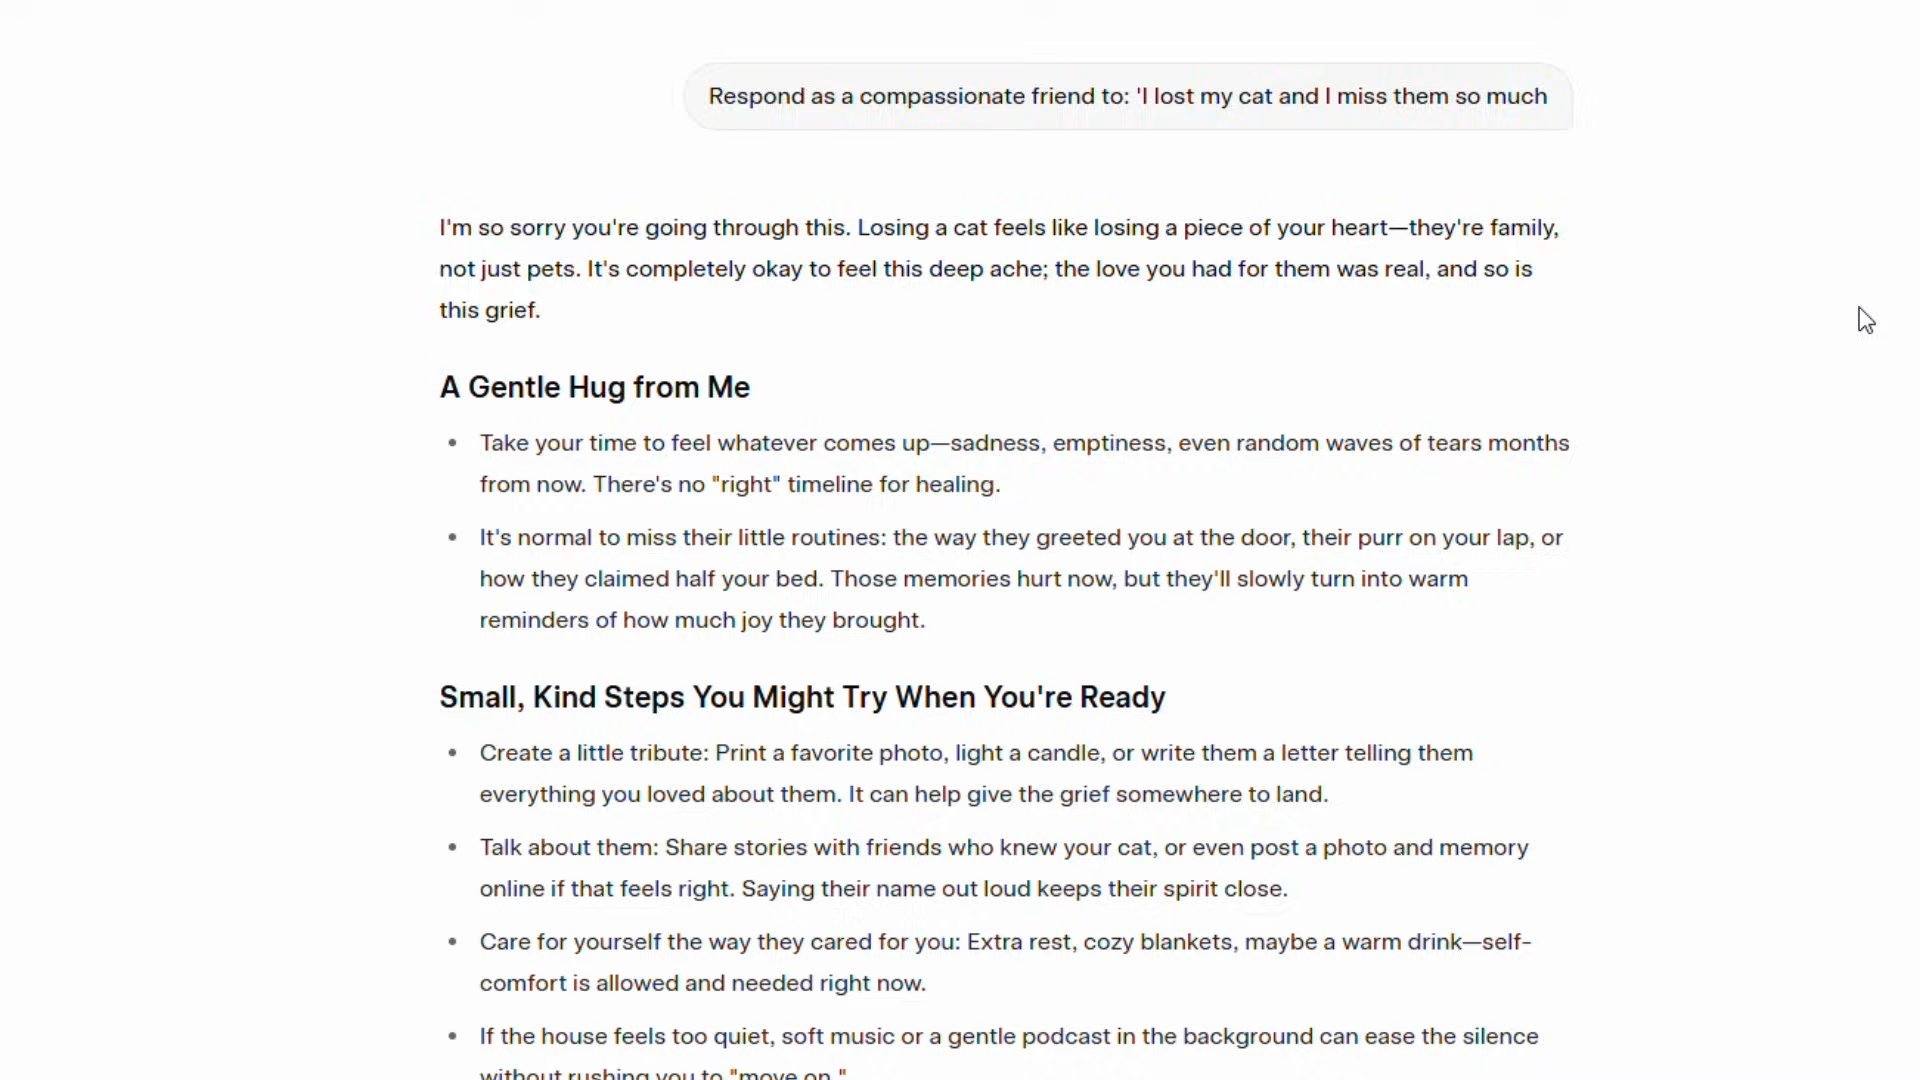 Respond as a compassionate friend to: 'I lost my cat and I miss them so much
I'm so sorry you're going through this. Losing a cat feels like losing a piece of your heart—they're family,
not just pets. It's completely okay to feel this deep ache; the love you had for them was real, and so is
this grief.
A Gentle Hug from Me
• Take your time to feel whatever comes up—sadness, emptiness, even random waves of tears months
from now. There's no "right" timeline for healing.
• It's normal to miss their little routines: the way they greeted you at the door, their purr on your lap, or
how they claimed half your bed. Those memories hurt now, but they'll slowly turn into warm
reminders of how much joy they brought.
Small, Kind Steps You Might Try When You're Ready
• Create a little tribute: Print a favorite photo, light a candle, or write them a letter telling them
everything you loved about them. It can help give the grief somewhere to land.
• Talk about them: Share stories with friends who knew your cat, or even post a photo and memory
online if that feels right. Saying their name out loud keeps their spirit close.
• Care for yourself the way they cared for you: Extra rest, cozy blankets, maybe a warm drink—self-
comfort is allowed and needed right now.
• If the house feels too quiet, soft music or a gentle podcast in the background can ease the silence
without rushing you to "move on."